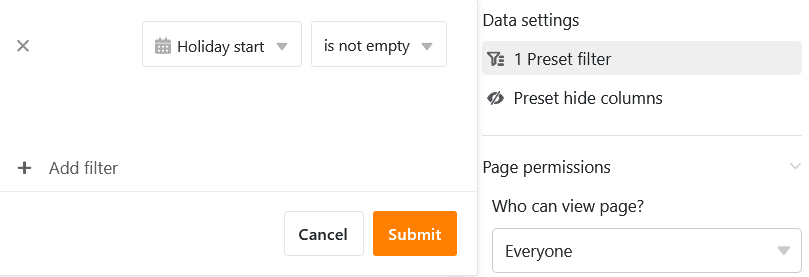 Holiday start
is not empty
Add filter
Cancel
Submit
Data settings
1 Preset filter
Preset hide columns
Page permissions
Who can view page?
Everyone